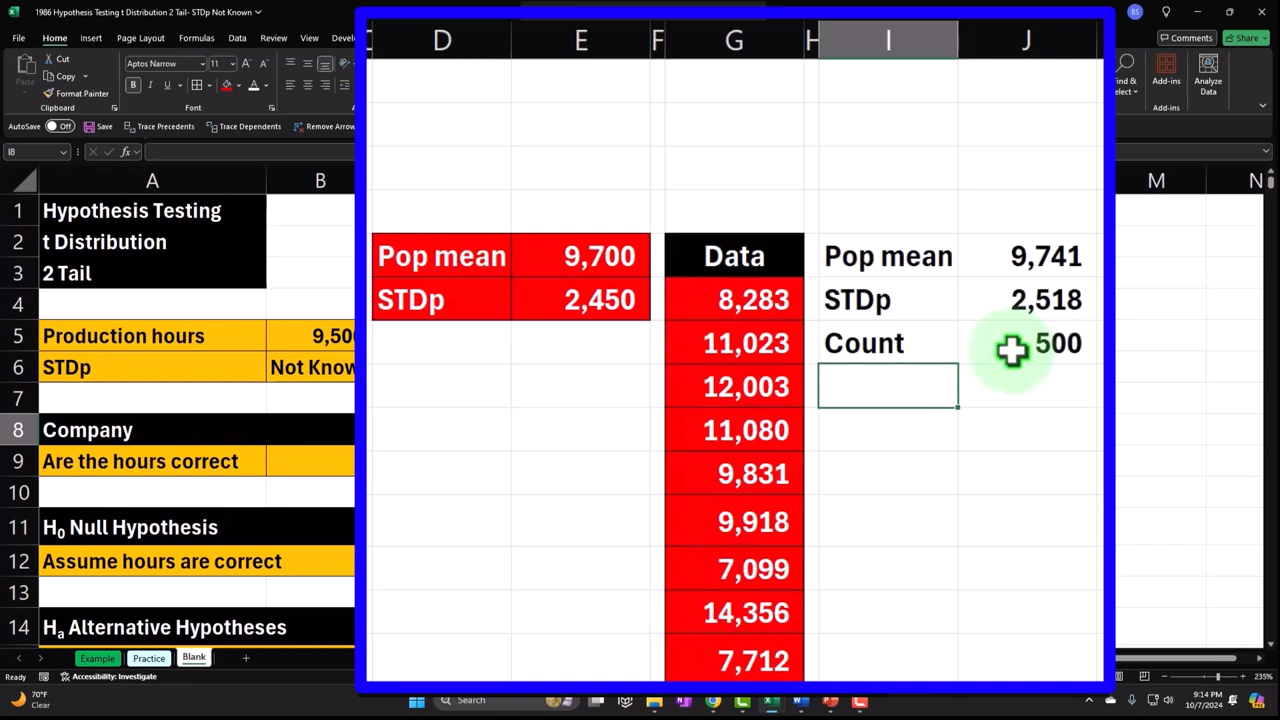 1986 Hypothesis Testing t Distribution 2 Tail- STDp Not Known
BS
File Home Insert Page Layout Formulas Data Review View
Comments Share
Cut
Copy
Format Painter
Paste
Clipboard
Aptos Narrow 11
B I U
Font
Find &
Select
Add-ins
Add-ins
Analyze
Data
AutoSave Off Save Trace Precedents Trace Dependents Remove Arrow
I8 fx
A B D E F G H I J M N
1 Hypothesis Testing
2 t Distribution
3 2 Tail
4
5 Production hours 9,500
6 STDp Not Know
7
8 Company
9 Are the hours correct
10
11 H0 Null Hypothesis
12 Assume hours are correct
13
14 Ha Alternative Hypotheses
Pop mean 9,700 Data Pop mean 9,741
STDp 2,450 8,283 STDp 2,518
11,023 Count 500
12,003
11,080
9,831
9,918
7,099
14,356
7,712
Example Practice Blank
Ready Accessibility: Investigate 235%
70°F
Clear
Search
9:14 PM
10/7/2024